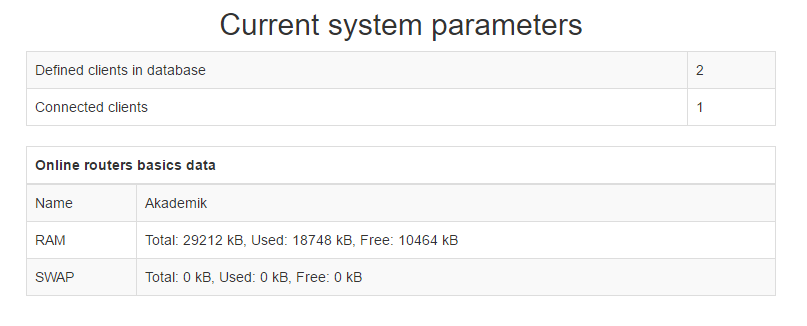 Current system parameters
Defined clients in database 2
Connected clients 1
Online routers basics data
Name Akademik
RAM Total: 29212 kB, Used: 18748 kB, Free: 10464 kB
SWAP Total: 0 kB, Used: 0 kB, Free: 0 kB